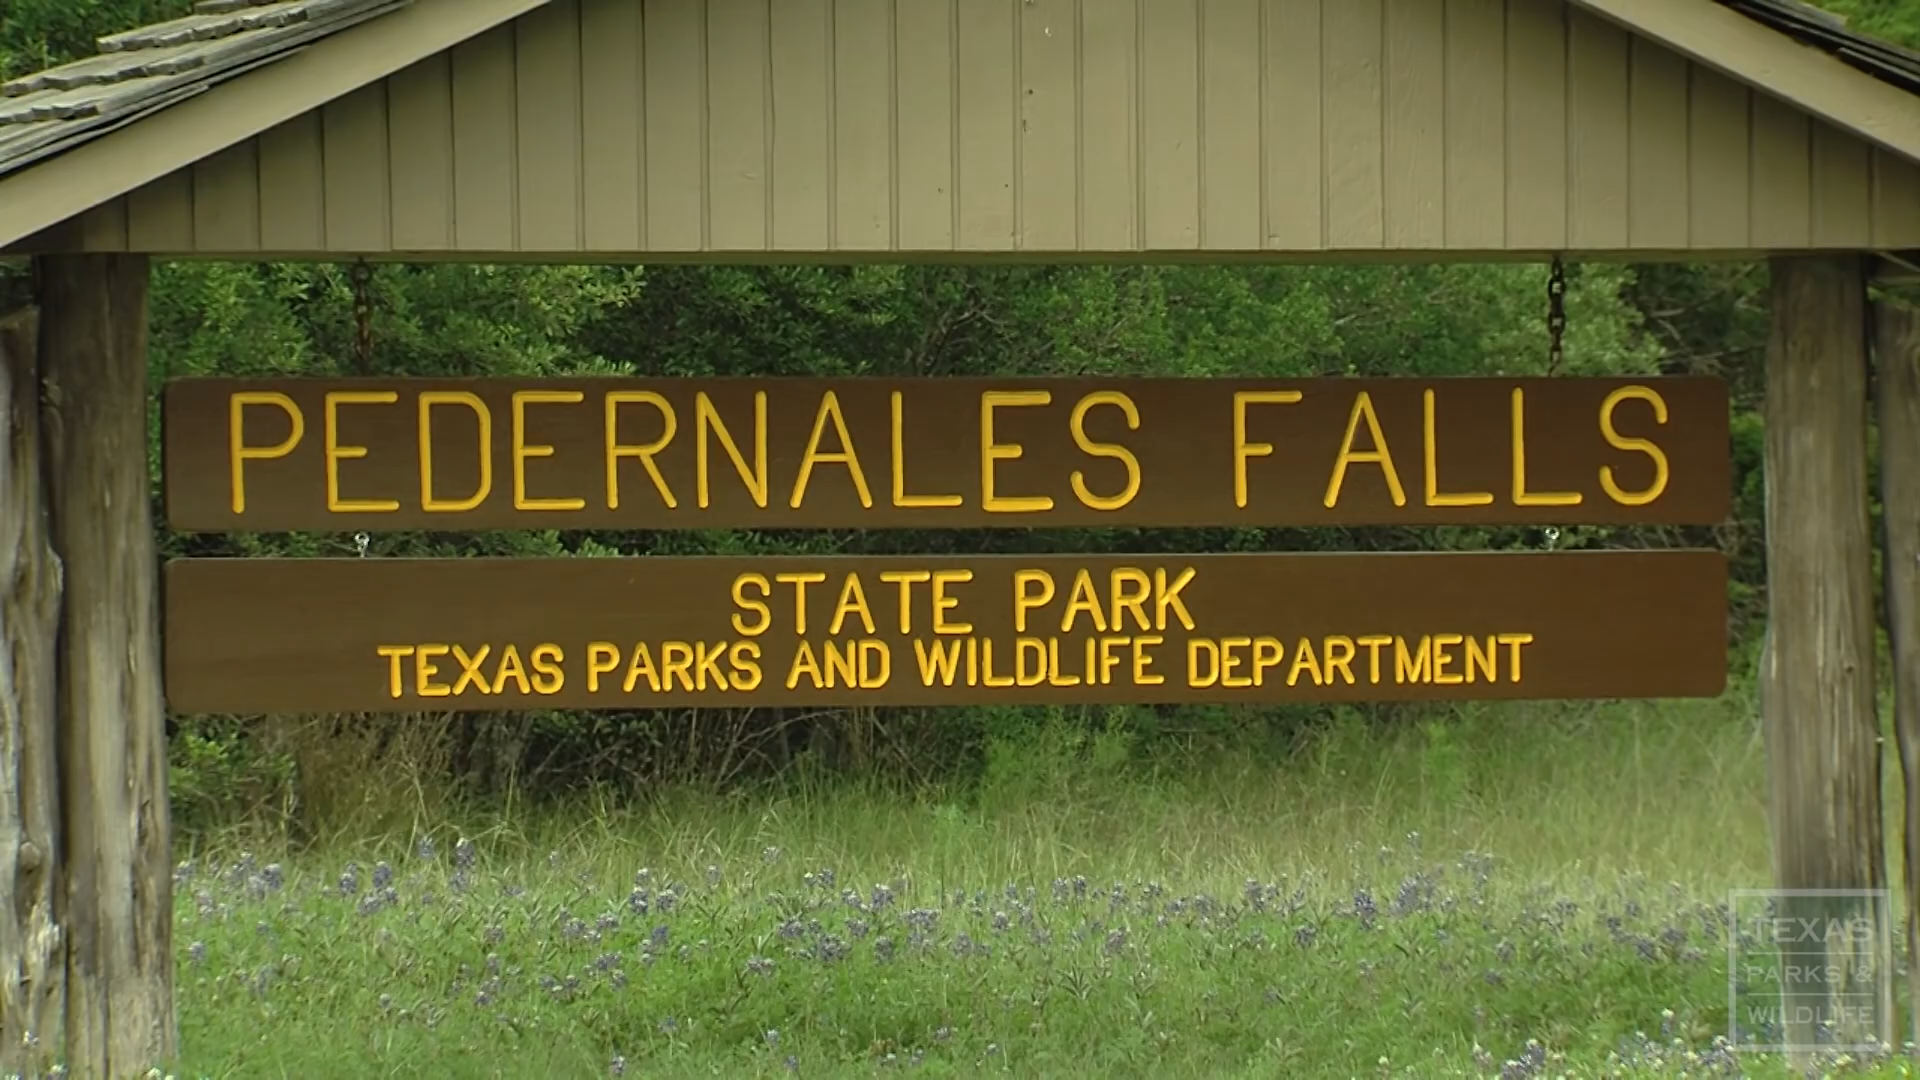 PEDERNALES FALLS
STATE PARK
TEXAS PARKS AND WILDLIFE DEPARTMENT
TEXAS
PARKS &
WILDLIFE